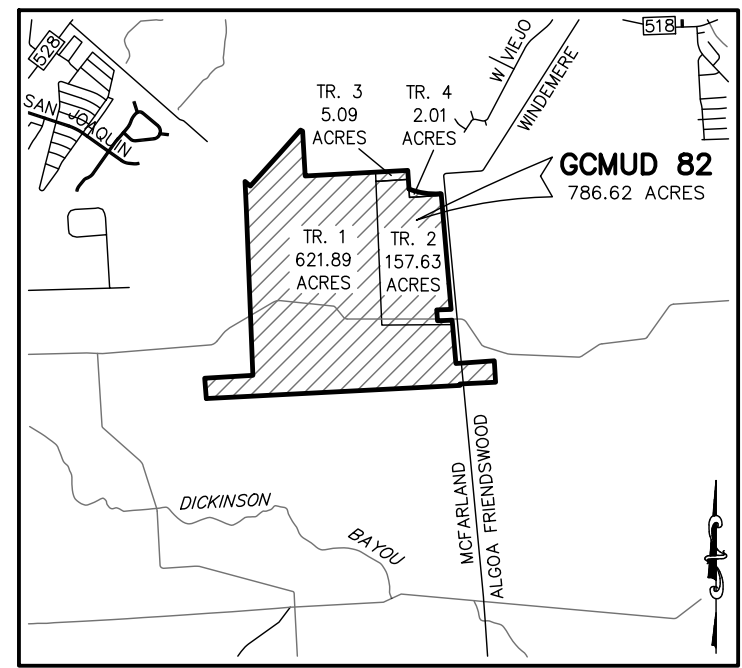 528
SAN JOAQUIN
518
W VIEJO
WINDEMERE
TR. 3
5.09
ACRES
TR. 4
2.01
ACRES
GCMUD 82
786.62 ACRES
TR. 1
621.89
ACRES
TR. 2
157.63
ACRES
DICKINSON
BAYOU
MCFARLAND
ALGOA FRIENDSWOOD